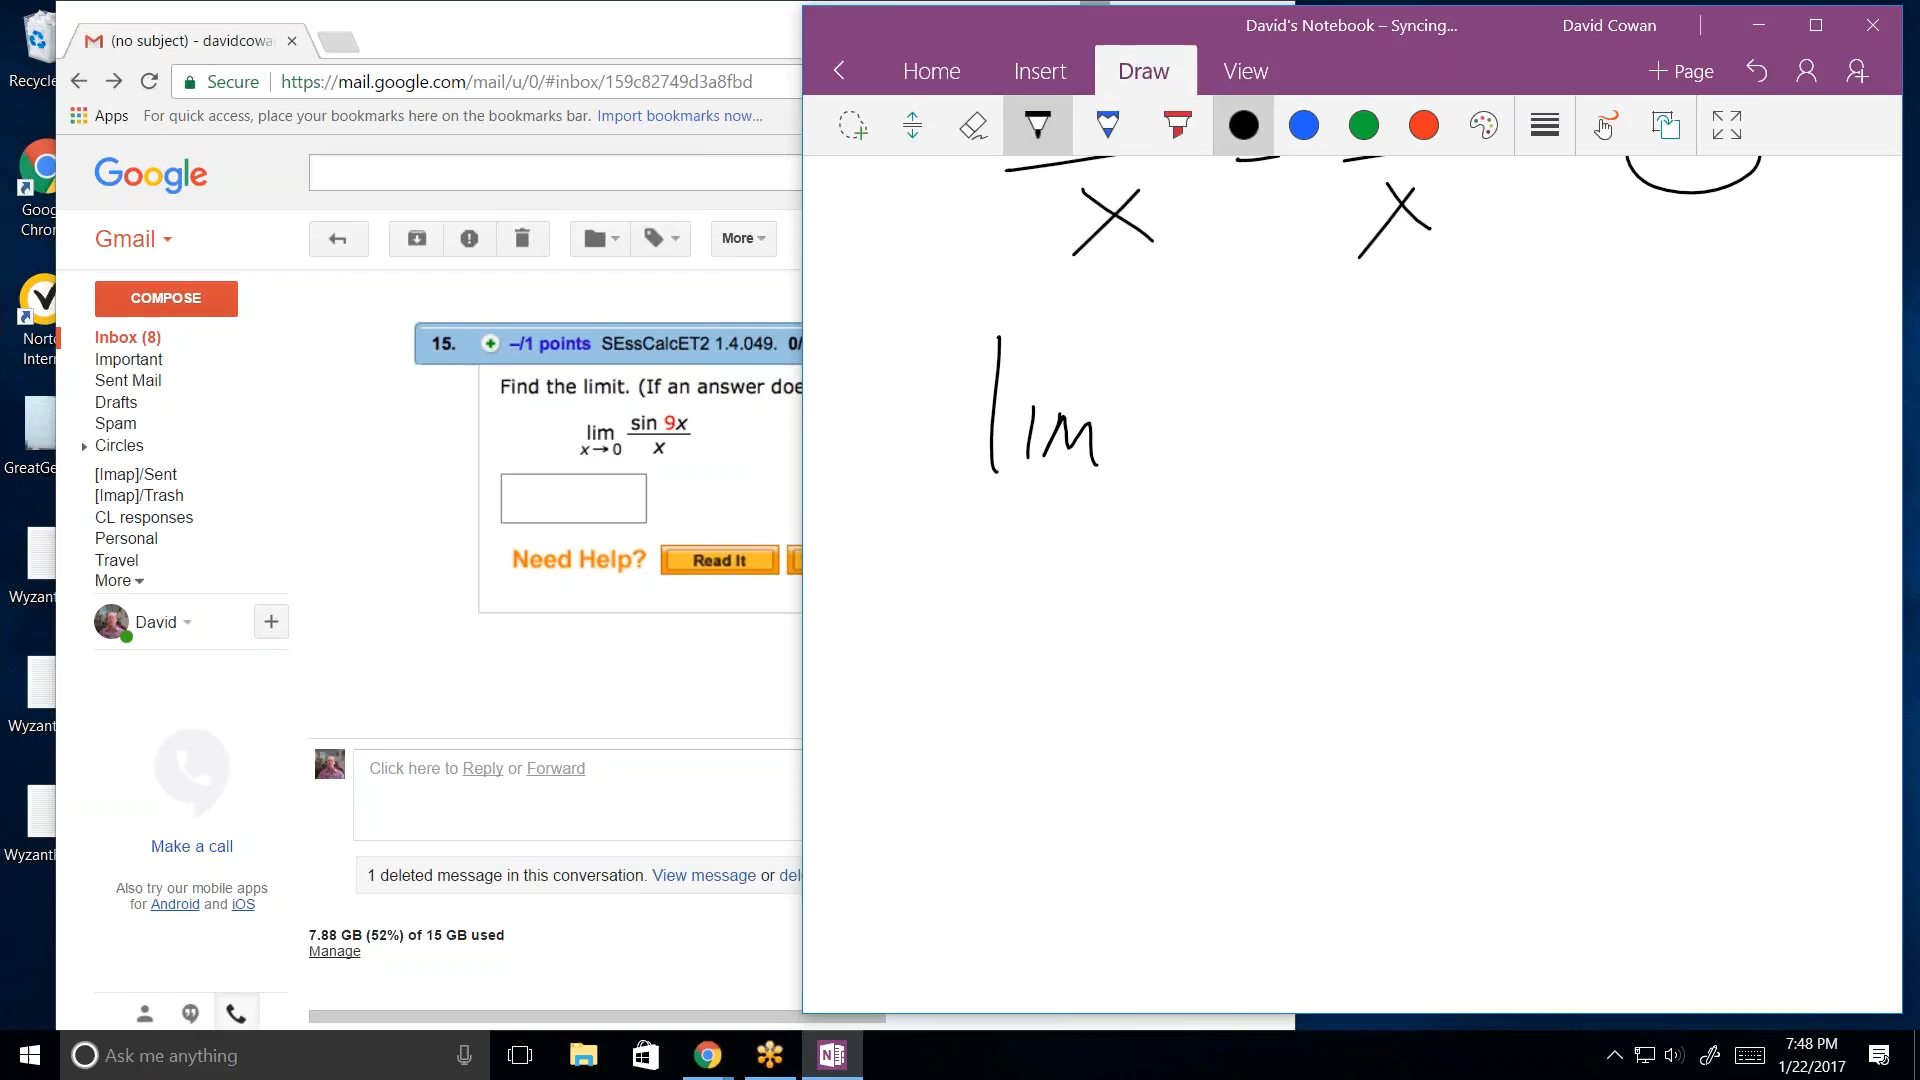 Recycle
(no subject) - davidcowa
Secure https://mail.google.com/mail/u/0/#inbox/159c82749d3a8fbd
Apps For quick access, place your bookmarks here on the bookmarks bar. Import bookmarks now...
Google
Goog
Chror
Gmail
More
COMPOSE
Inbox (8)
Important
Sent Mail
Drafts
Spam
Circles
[Imap]/Sent
[Imap]/Trash
CL responses
Personal
Travel
More
David
Nort
Inter
GreatGe
Wyzant
Wyzant
Wyzant
15. –/1 points SEssCalcET2 1.4.049. 0/
Find the limit. (If an answer doe
lim x→0 sin 9x / x
Need Help? Read It
Click here to Reply or Forward
1 deleted message in this conversation. View message or del
7.88 GB (52%) of 15 GB used
Manage
Make a call
Also try our mobile apps
for Android and iOS
David's Notebook – Syncing...
David Cowan
Home Insert Draw View
+ Page
x x
lim
Ask me anything
N
7:48 PM
1/22/2017